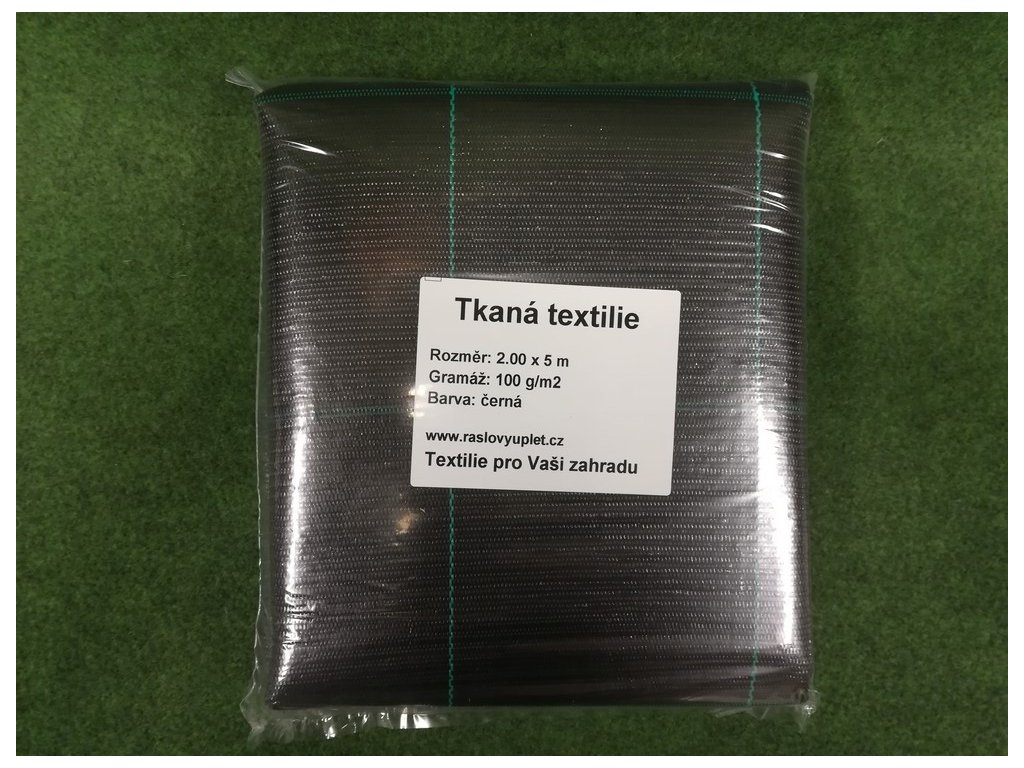 Tkaná textilie
Rozměr: 2.00 x 5 m
Gramáž: 100 g/m2
Barva: černá
www.raslovyuplet.cz
Textilie pro Vaši zahradu